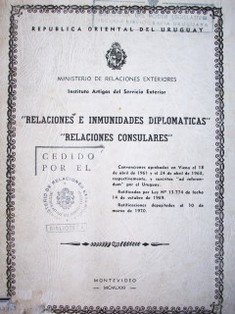 REPUBLICA ORIENTAL DEL URUGUAY
MINISTERIO DE RELACIONES EXTERIORES
Instituto Artigas del Servicio Exterior
"RELACIONES E INMUNIDADES DIPLOMATICAS"
"RELACIONES CONSULARES"
CEDIDO
POR EL
Convenciones aprobadas en Viena el 18
de abril de 1961 y el 24 de abril de 1963,
respectivamente, y suscritas "ad referen-
dum" por el Uruguay.
Ratificadas por Ley Nº 13.774 de fecha
14 de octubre de 1969.
Ratificaciones depositadas el 10 de
marzo de 1970.
BIBLIOTECA
MONTEVIDEO